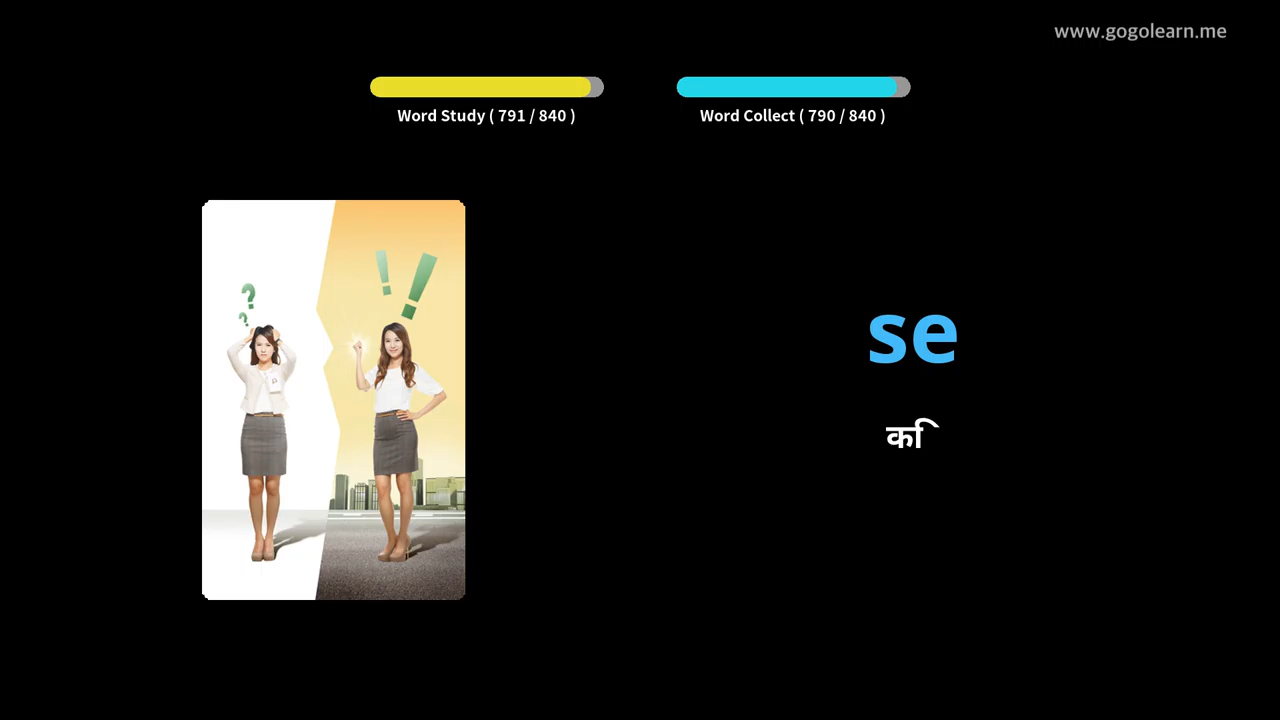 www.gogolearn.me
Word Study ( 791 / 840 )
Word Collect ( 790 / 840 )
? ?
! !
se
कि